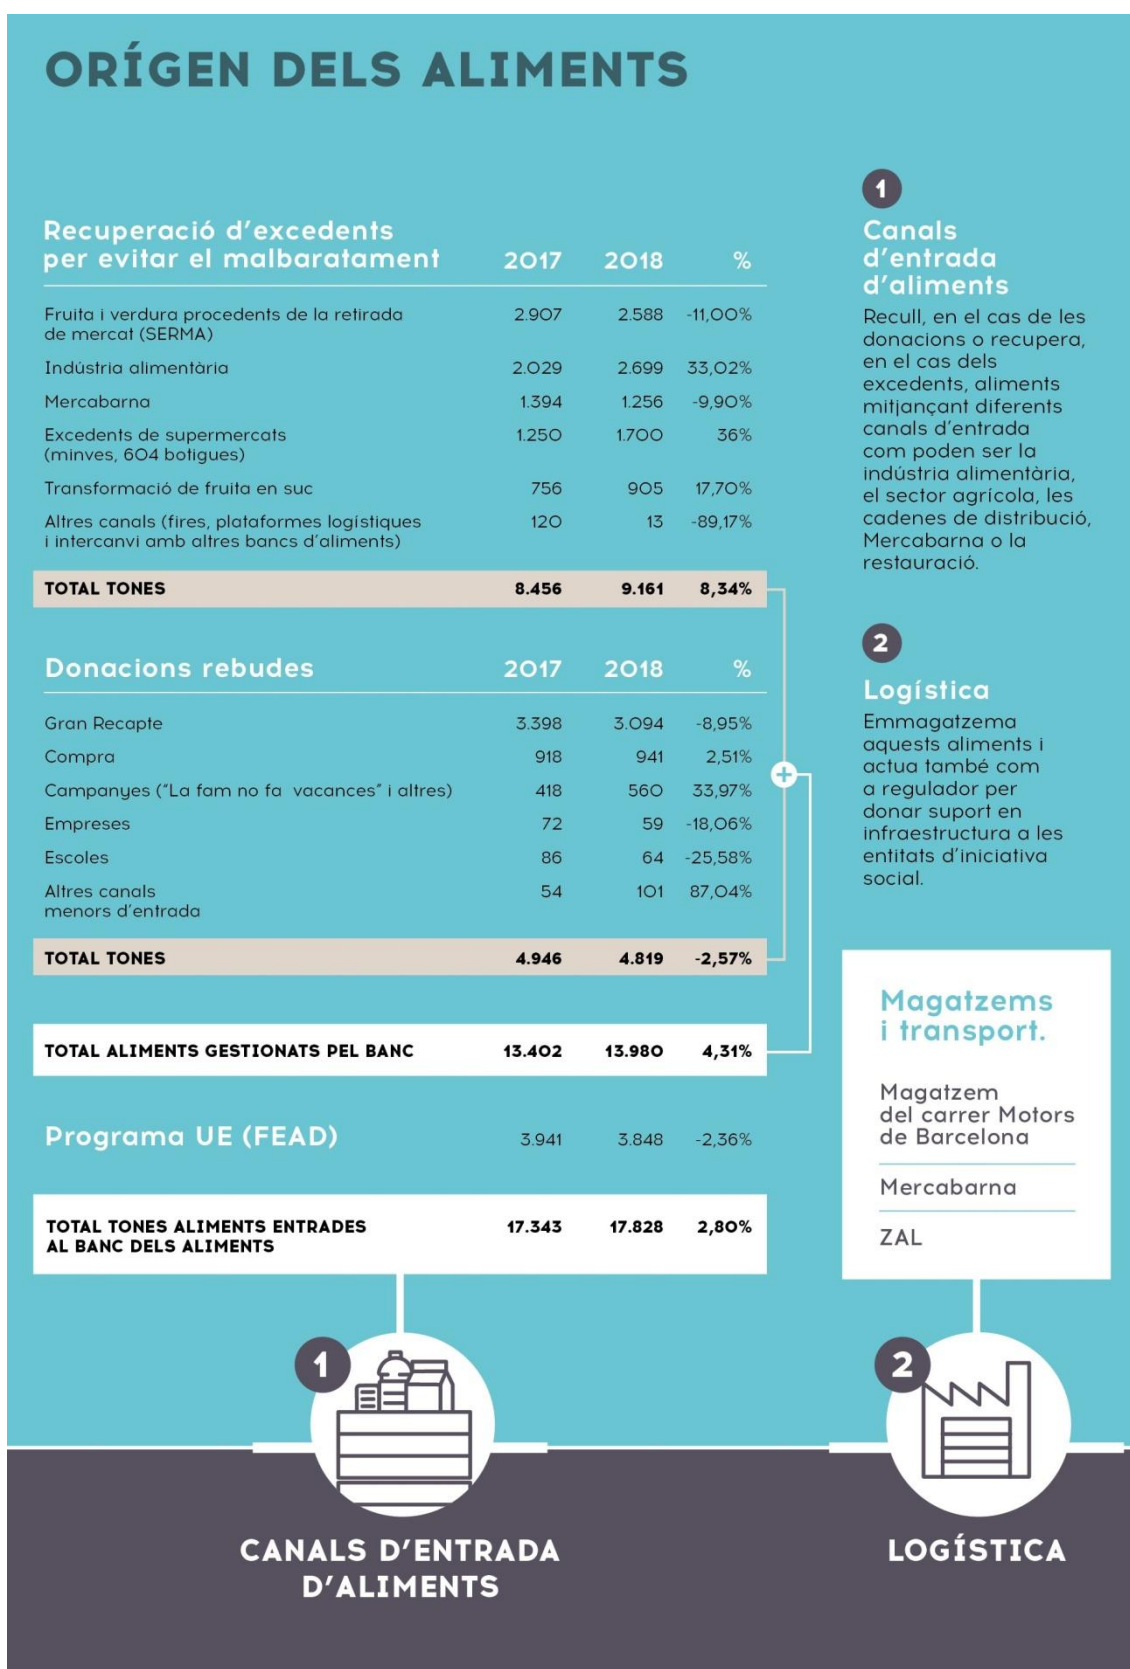 ORÍGEN DELS ALIMENTS
Recuperació d'excedents
per evitar el malbaratament 2017 2018 %
Fruita i verdura procedents de la retirada 2.907 2.588 -11,00%
de mercat (SERMA)
Indústria alimentària 2.029 2.699 33,02%
Mercabarna 1.394 1.256 -9,90%
Excedents de supermercats 1.250 1.700 36%
(minves, 604 botigues)
Transformació de fruita en suc 756 905 17,70%
Altres canals (fires, plataformes logístiques 120 13 -89,17%
i intercanvi amb altres bancs d'aliments)
TOTAL TONES 8.456 9.161 8,34%
Donacions rebudes 2017 2018 %
Gran Recapte 3.398 3.094 -8,95%
Compra 918 941 2,51%
Campanyes ("La fam no fa vacances" i altres) 418 560 33,97%
Empreses 72 59 -18,06%
Escoles 86 64 -25,58%
Altres canals 54 101 87,04%
menors d'entrada
TOTAL TONES 4.946 4.819 -2,57%
+
TOTAL ALIMENTS GESTIONATS PEL BANC 13.402 13.980 4,31%
Programa UE (FEAD) 3.941 3.848 -2,36%
TOTAL TONES ALIMENTS ENTRADES 17.343 17.828 2,80%
AL BANC DELS ALIMENTS
1
Canals
d'entrada
d'aliments
Recull, en el cas de les
donacions o recupera,
en el cas dels
excedents, aliments
mitjançant diferents
canals d'entrada
com poden ser la
indústria alimentària,
el sector agrícola, les
cadenes de distribució,
Mercabarna o la
restauració.
2
Logística
Emmagatzema
aquests aliments i
actua també com
a regulador per
donar suport en
infraestructura a les
entitats d'iniciativa
social.
Magatzems
i transport.
Magatzem
del carrer Motors
de Barcelona
Mercabarna
ZAL
1
CANALS D'ENTRADA
D'ALIMENTS
2
LOGÍSTICA